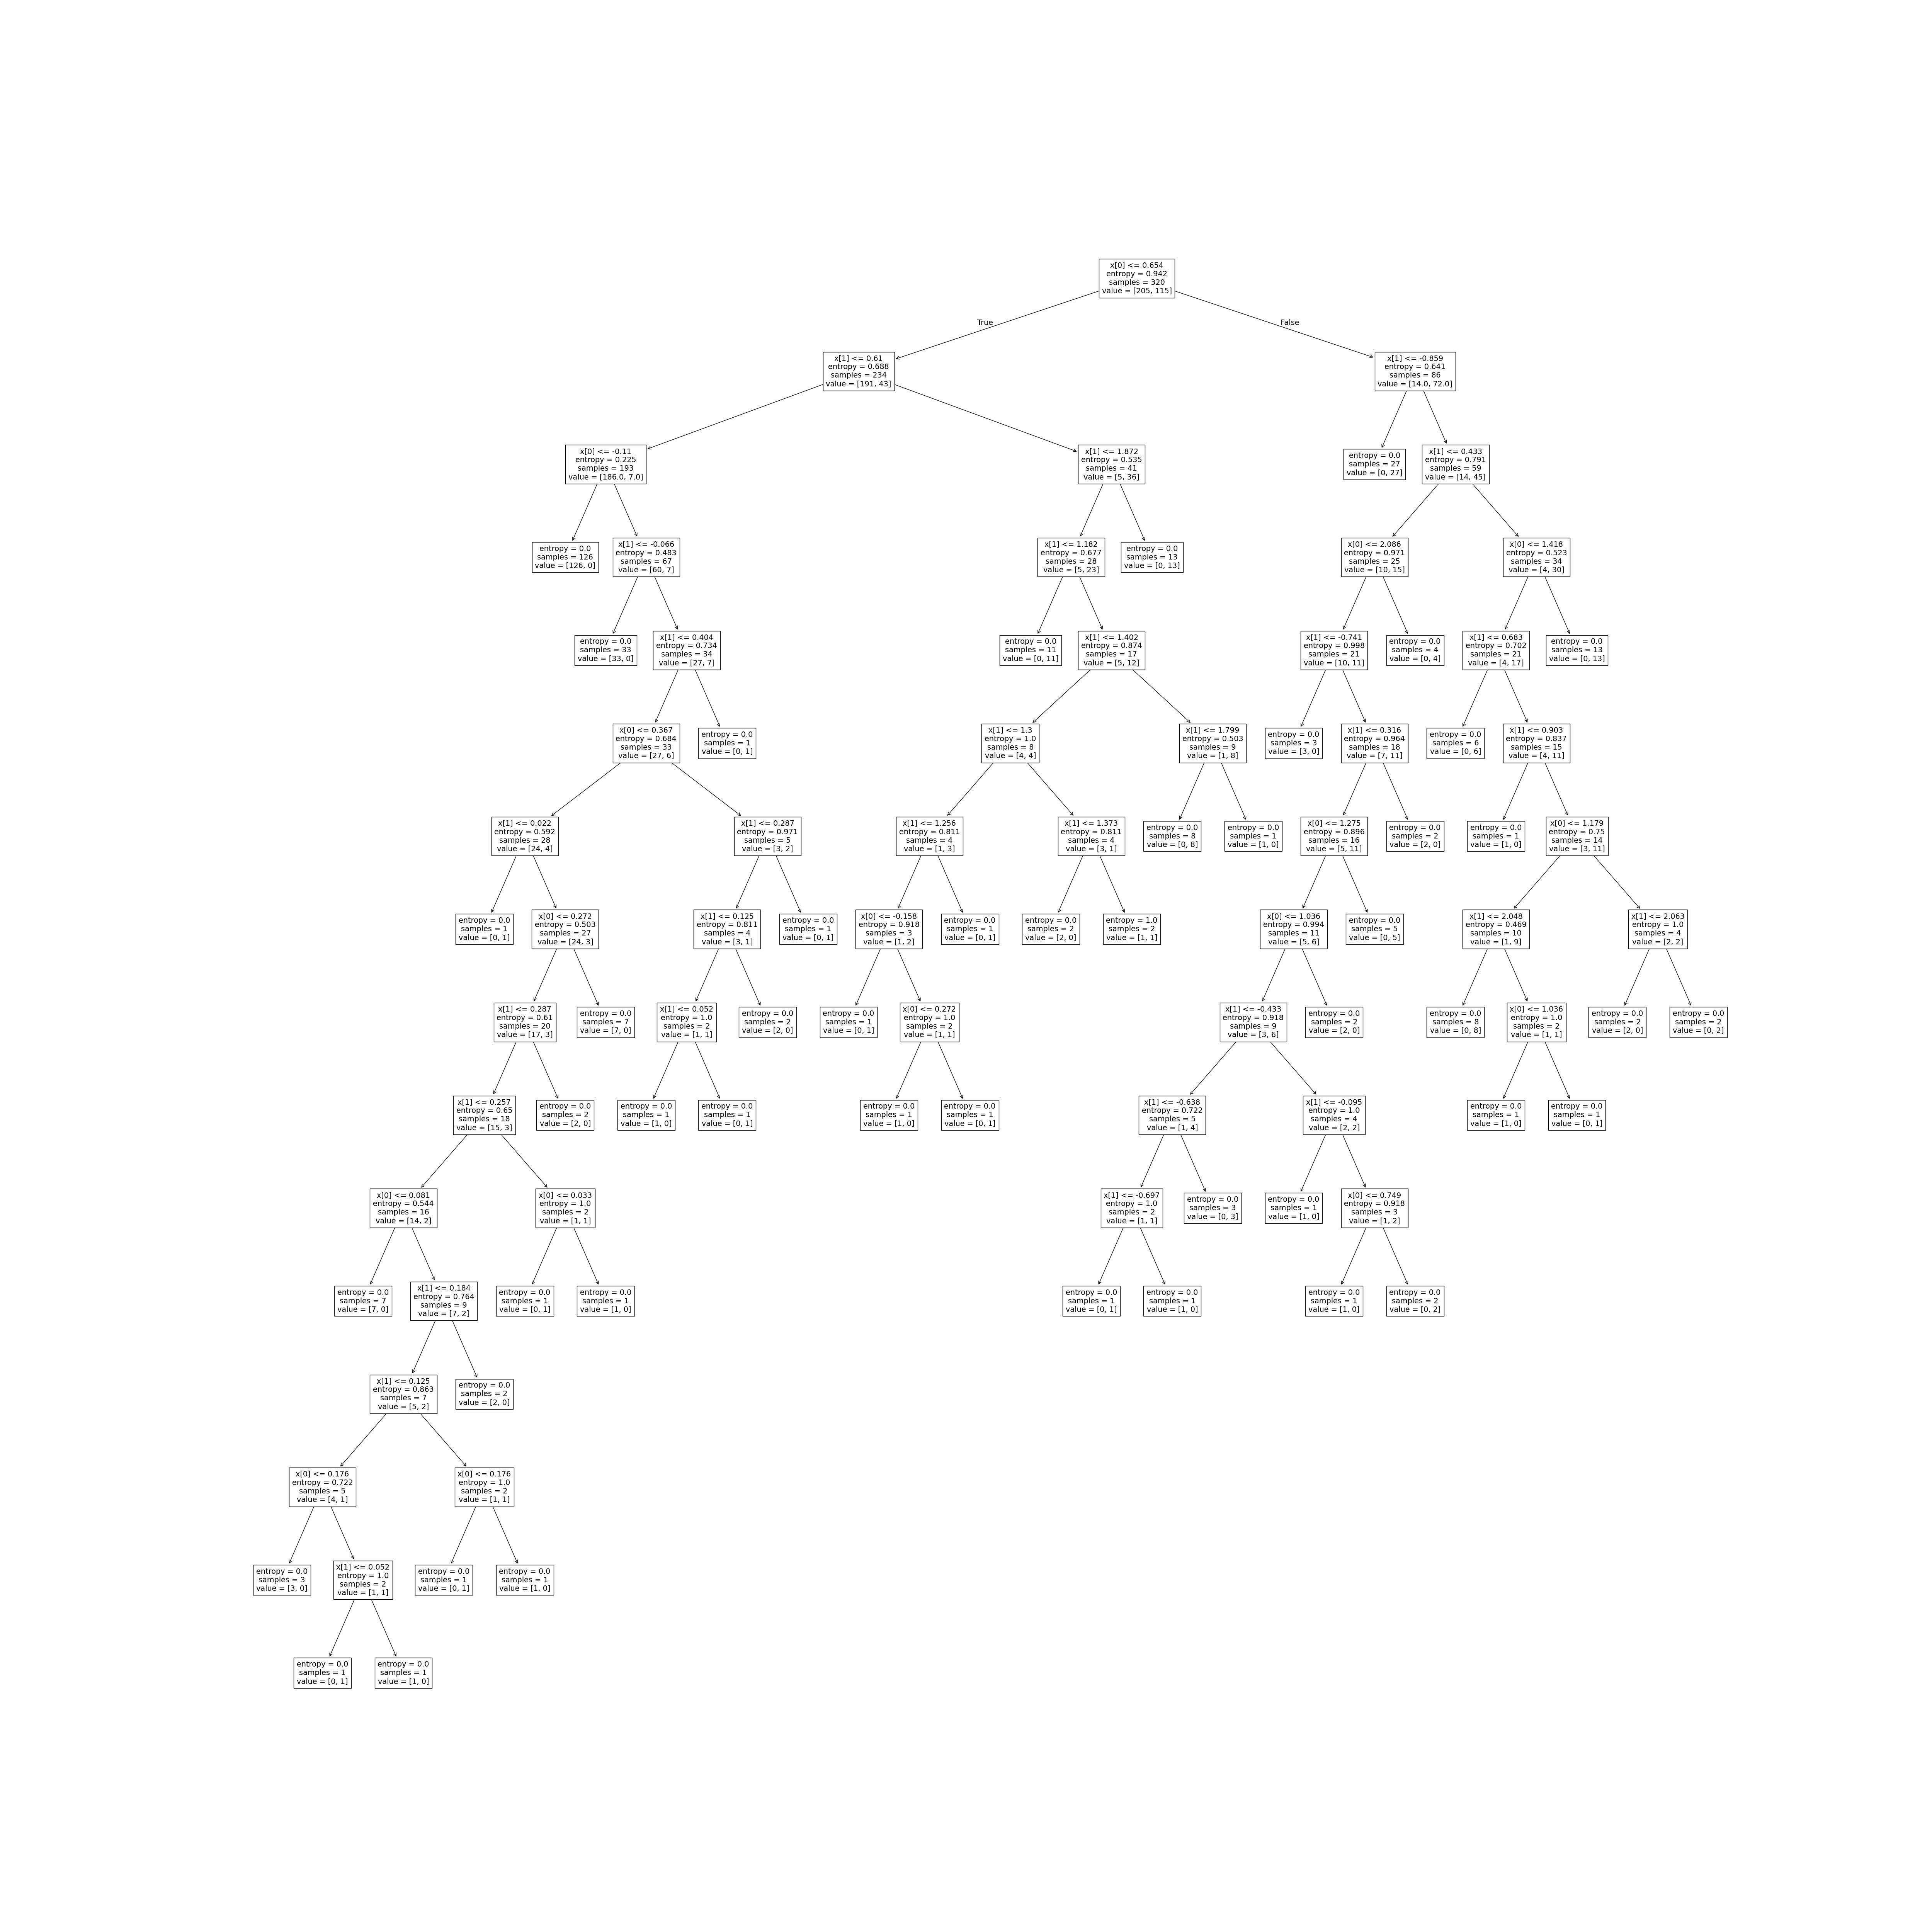 x[0] <= 0.654
entropy = 0.942
samples = 320
value = [205, 115]
True
False
x[1] <= 0.61
entropy = 0.688
samples = 234
value = [191, 43]
x[1] <= -0.859
entropy = 0.641
samples = 86
value = [14.0, 72.0]
x[0] <= -0.11
entropy = 0.225
samples = 193
value = [186.0, 7.0]
x[1] <= 1.872
entropy = 0.535
samples = 41
value = [5, 36]
entropy = 0.0
samples = 27
value = [0, 27]
x[1] <= 0.433
entropy = 0.791
samples = 59
value = [14, 45]
entropy = 0.0
samples = 126
value = [126, 0]
x[1] <= -0.066
entropy = 0.483
samples = 67
value = [60, 7]
x[1] <= 1.182
entropy = 0.677
samples = 28
value = [5, 23]
entropy = 0.0
samples = 13
value = [0, 13]
x[0] <= 2.086
entropy = 0.971
samples = 25
value = [10, 15]
x[0] <= 1.418
entropy = 0.523
samples = 34
value = [4, 30]
entropy = 0.0
samples = 33
value = [33, 0]
x[1] <= 0.404
entropy = 0.734
samples = 34
value = [27, 7]
entropy = 0.0
samples = 11
value = [0, 11]
x[1] <= 1.402
entropy = 0.874
samples = 17
value = [5, 12]
x[1] <= -0.741
entropy = 0.998
samples = 21
value = [10, 11]
entropy = 0.0
samples = 4
value = [0, 4]
x[0] <= 0.683
entropy = 0.702
samples = 21
value = [4, 17]
entropy = 0.0
samples = 13
value = [0, 13]
x[0] <= 0.367
entropy = 0.684
samples = 33
value = [27, 6]
entropy = 0.0
samples = 1
value = [0, 1]
x[1] <= 1.3
entropy = 1.0
samples = 8
value = [4, 4]
x[1] <= 1.799
entropy = 0.503
samples = 9
value = [1, 8]
entropy = 0.0
samples = 3
value = [3, 0]
x[1] <= 0.316
entropy = 0.964
samples = 18
value = [7, 11]
entropy = 0.0
samples = 6
value = [0, 6]
x[1] <= 0.903
entropy = 0.837
samples = 15
value = [4, 11]
x[1] <= 0.022
entropy = 0.592
samples = 28
value = [24, 4]
x[1] <= 0.287
entropy = 0.971
samples = 5
value = [3, 2]
x[1] <= 1.256
entropy = 0.811
samples = 4
value = [1, 3]
x[1] <= 1.373
entropy = 0.811
samples = 4
value = [3, 1]
entropy = 0.0
samples = 8
value = [0, 8]
entropy = 0.0
samples = 1
value = [1, 0]
x[0] <= 1.275
entropy = 0.896
samples = 16
value = [5, 11]
entropy = 0.0
samples = 2
value = [2, 0]
entropy = 0.0
samples = 1
value = [1, 0]
x[0] <= 1.179
entropy = 0.75
samples = 14
value = [3, 11]
entropy = 0.0
samples = 1
value = [0, 1]
x[0] <= 0.272
entropy = 0.503
samples = 27
value = [24, 3]
x[1] <= 0.125
entropy = 0.811
samples = 4
value = [3, 1]
entropy = 0.0
samples = 1
value = [0, 1]
x[0] <= -0.158
entropy = 0.918
samples = 3
value = [1, 2]
entropy = 0.0
samples = 1
value = [0, 1]
entropy = 0.0
samples = 2
value = [2, 0]
entropy = 1.0
samples = 2
value = [1, 1]
x[0] <= 1.036
entropy = 0.994
samples = 11
value = [5, 6]
entropy = 0.0
samples = 5
value = [0, 5]
x[1] <= 2.048
entropy = 0.469
samples = 10
value = [1, 9]
x[1] <= 2.063
entropy = 1.0
samples = 4
value = [2, 2]
x[1] <= 0.287
entropy = 0.61
samples = 20
value = [17, 3]
entropy = 0.0
samples = 7
value = [7, 0]
x[1] <= 0.052
entropy = 1.0
samples = 2
value = [1, 1]
entropy = 0.0
samples = 2
value = [2, 0]
entropy = 0.0
samples = 1
value = [0, 1]
x[0] <= 0.272
entropy = 1.0
samples = 2
value = [1, 1]
x[1] <= -0.433
entropy = 0.918
samples = 9
value = [3, 6]
entropy = 0.0
samples = 2
value = [2, 0]
entropy = 0.0
samples = 8
value = [0, 8]
x[0] <= 1.036
entropy = 1.0
samples = 2
value = [1, 1]
entropy = 0.0
samples = 2
value = [2, 0]
entropy = 0.0
samples = 2
value = [0, 2]
x[1] <= 0.257
entropy = 0.65
samples = 18
value = [15, 3]
entropy = 0.0
samples = 2
value = [2, 0]
entropy = 0.0
samples = 1
value = [1, 0]
entropy = 0.0
samples = 1
value = [0, 1]
entropy = 0.0
samples = 1
value = [1, 0]
entropy = 0.0
samples = 1
value = [0, 1]
x[1] <= -0.638
entropy = 0.722
samples = 5
value = [1, 4]
x[1] <= -0.095
entropy = 1.0
samples = 4
value = [2, 2]
entropy = 0.0
samples = 1
value = [1, 0]
entropy = 0.0
samples = 1
value = [0, 1]
x[0] <= 0.081
entropy = 0.544
samples = 16
value = [14, 2]
x[0] <= 0.033
entropy = 1.0
samples = 2
value = [1, 1]
x[1] <= -0.697
entropy = 1.0
samples = 2
value = [1, 1]
entropy = 0.0
samples = 3
value = [0, 3]
entropy = 0.0
samples = 1
value = [1, 0]
x[0] <= 0.749
entropy = 0.918
samples = 3
value = [1, 2]
entropy = 0.0
samples = 7
value = [7, 0]
x[1] <= 0.184
entropy = 0.764
samples = 9
value = [7, 2]
entropy = 0.0
samples = 1
value = [0, 1]
entropy = 0.0
samples = 1
value = [1, 0]
entropy = 0.0
samples = 1
value = [0, 1]
entropy = 0.0
samples = 1
value = [1, 0]
entropy = 0.0
samples = 1
value = [1, 0]
entropy = 0.0
samples = 2
value = [0, 2]
x[1] <= 0.125
entropy = 0.863
samples = 7
value = [5, 2]
entropy = 0.0
samples = 2
value = [2, 0]
x[0] <= 0.176
entropy = 0.722
samples = 5
value = [4, 1]
x[0] <= 0.176
entropy = 1.0
samples = 2
value = [1, 1]
entropy = 0.0
samples = 3
value = [3, 0]
x[1] <= 0.052
entropy = 1.0
samples = 2
value = [1, 1]
entropy = 0.0
samples = 1
value = [0, 1]
entropy = 0.0
samples = 1
value = [1, 0]
entropy = 0.0
samples = 1
value = [0, 1]
entropy = 0.0
samples = 1
value = [1, 0]